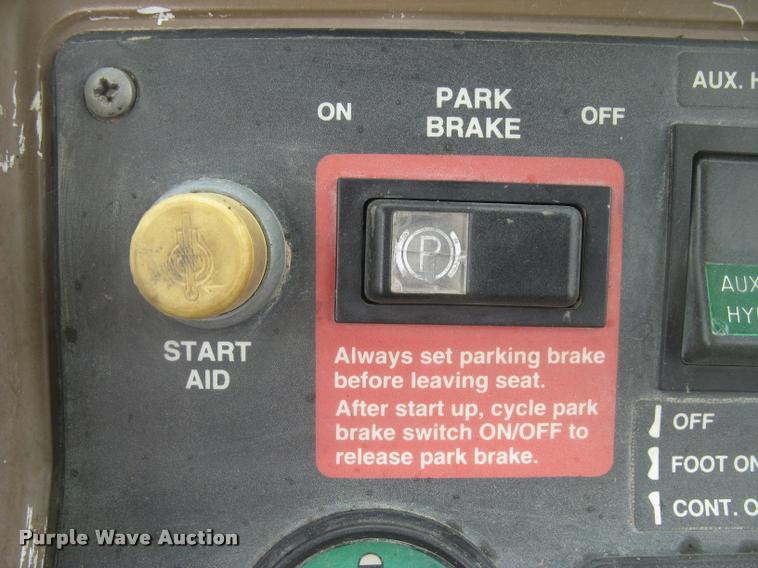 AUX.
ON
PARK
BRAKE
OFF
P
AUX
START
AID
Always set parking brake
before leaving seat.
After start up, cycle park
brake switch ON/OFF to
release park brake.
OFF
FOOT ON
CONT. O
Purple Wave Auction